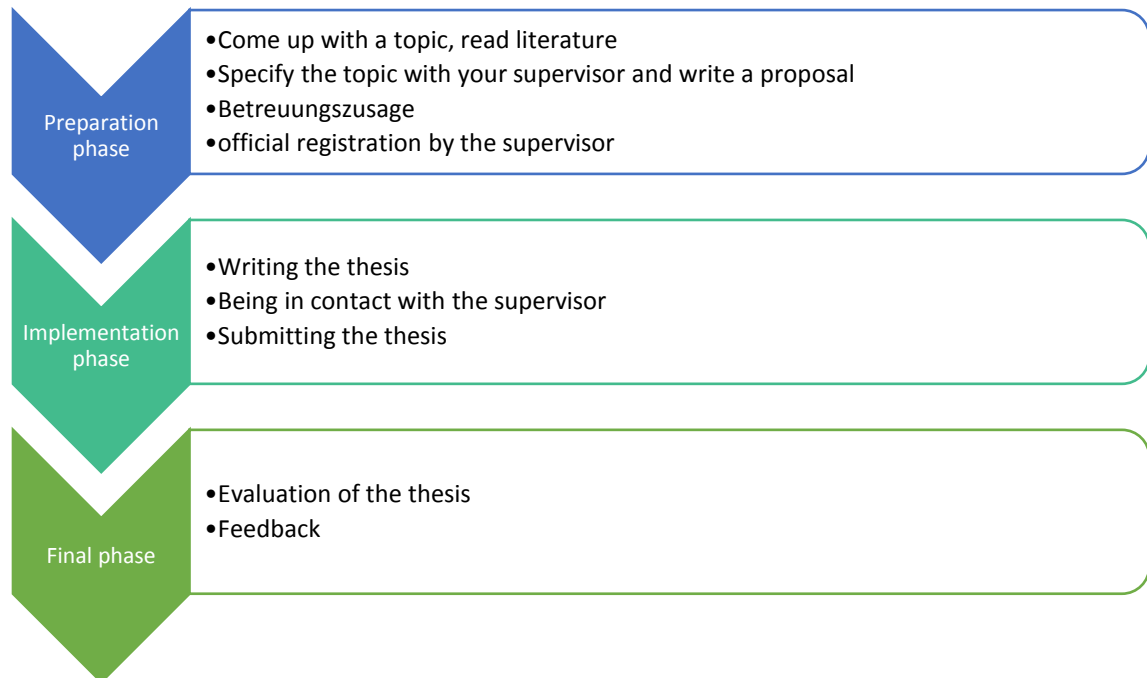 Preparation
phase
•Come up with a topic, read literature
•Specify the topic with your supervisor and write a proposal
•Betreuungszusage
•official registration by the supervisor
Implementation
phase
•Writing the thesis
•Being in contact with the supervisor
•Submitting the thesis
Final phase
•Evaluation of the thesis
•Feedback